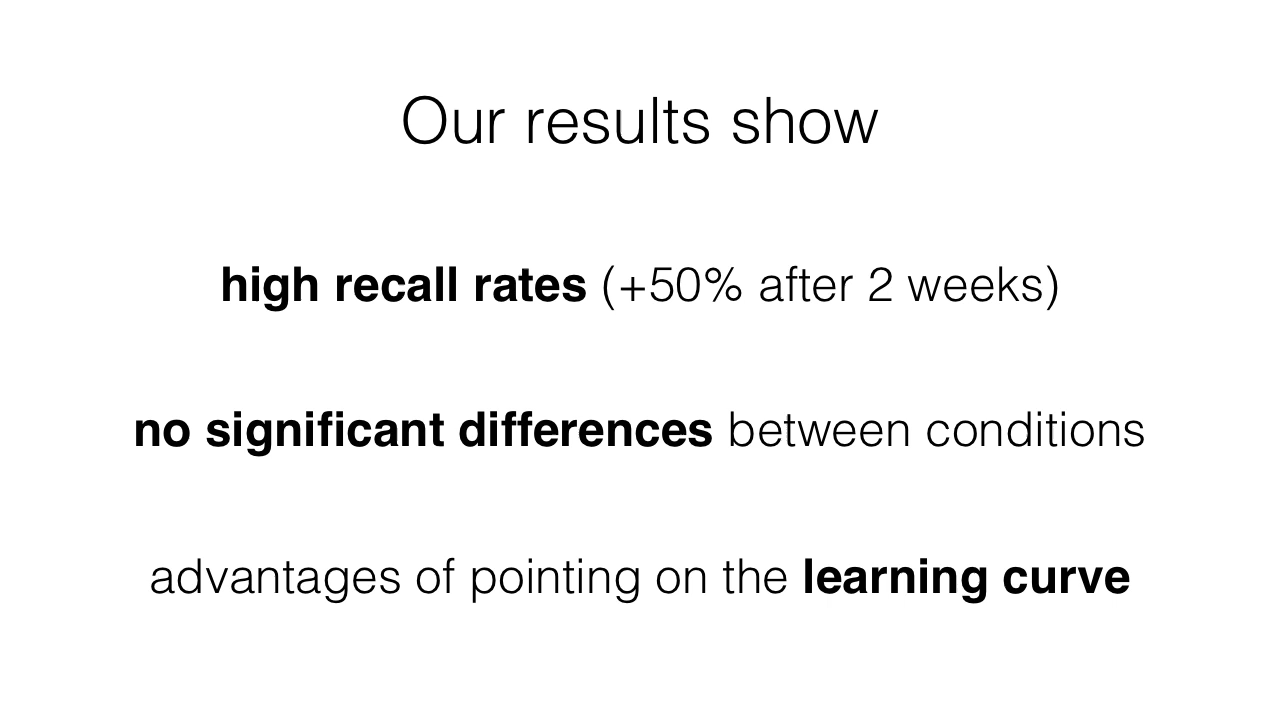 Our results show
high recall rates (+50% after 2 weeks)
no significant differences between conditions
advantages of pointing on the learning curve